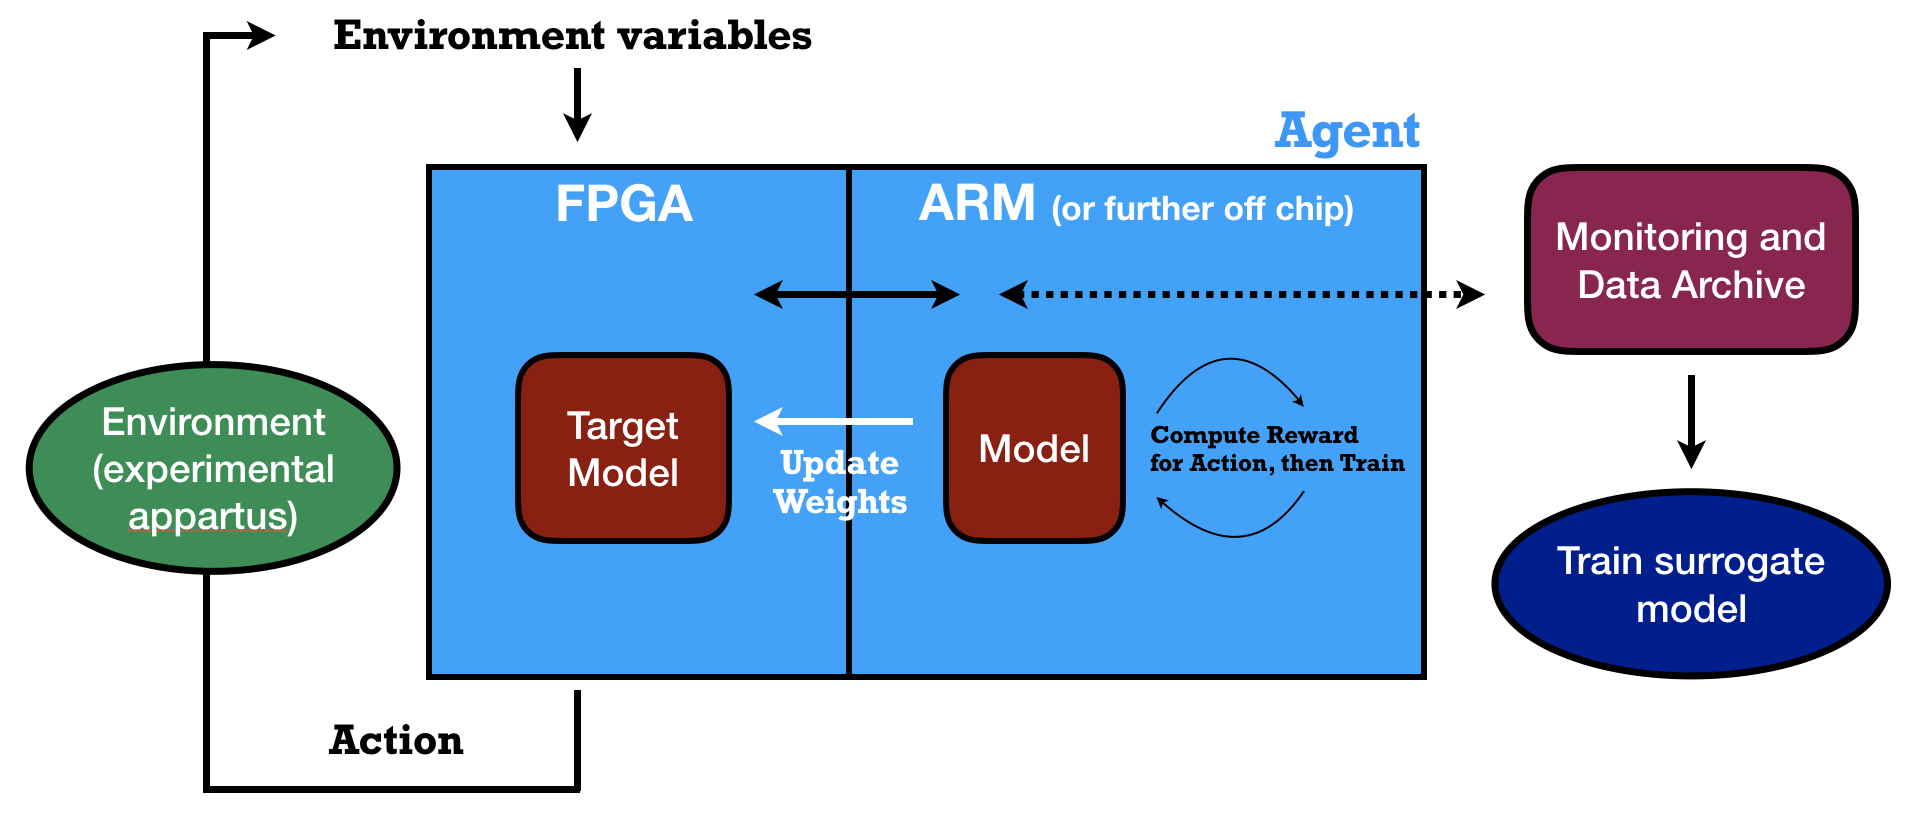 Environment variables
Agent
FPGA
ARM (or further off chip)
Monitoring and
Data Archive
Environment
(experimental
appartus)
Target
Model
Update
Weights
Model
Compute Reward
for Action, then Train
Train surrogate
model
Action